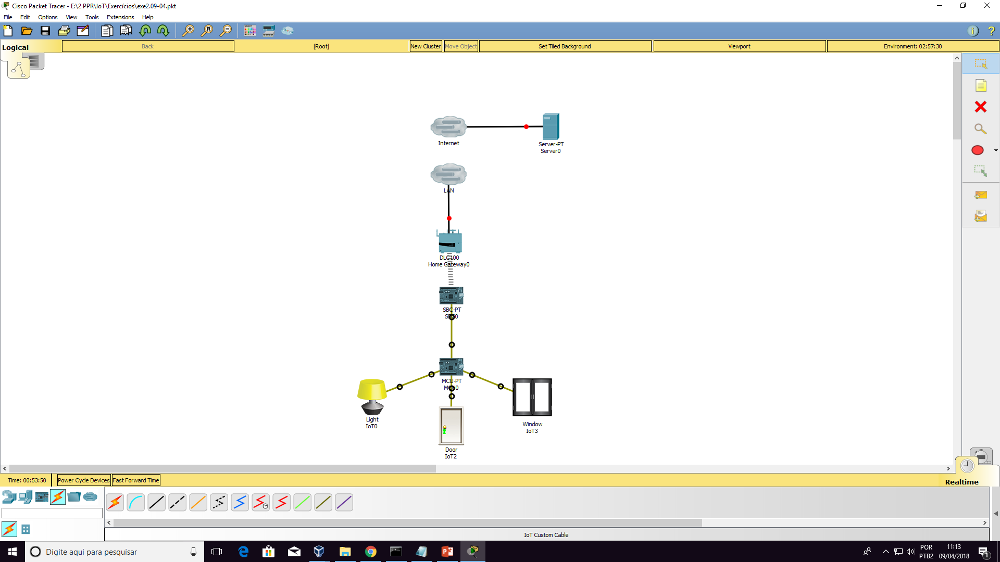 Cisco Packet Tracer - E:\2 PPR\IoT\Exercícios\exe2.09-04.pkt
File Edit Options View Tools Extensions Help
Logical
Back
[Root]
New Cluster
Move Object
Set Tiled Background
Viewport
Environment: 02:57:30
Internet
Server-PT
Server0
LAN
DLC100
Home Gateway0
SBC-PT
MCU-PT
Light
IoT0
Window
IoT3
Door
IoT2
Time: 00:53:50
Power Cycle Devices
Fast Forward Time
Realtime
IoT Custom Cable
Digite aqui para pesquisar
POR
PTB2
11:13
09/04/2018
1